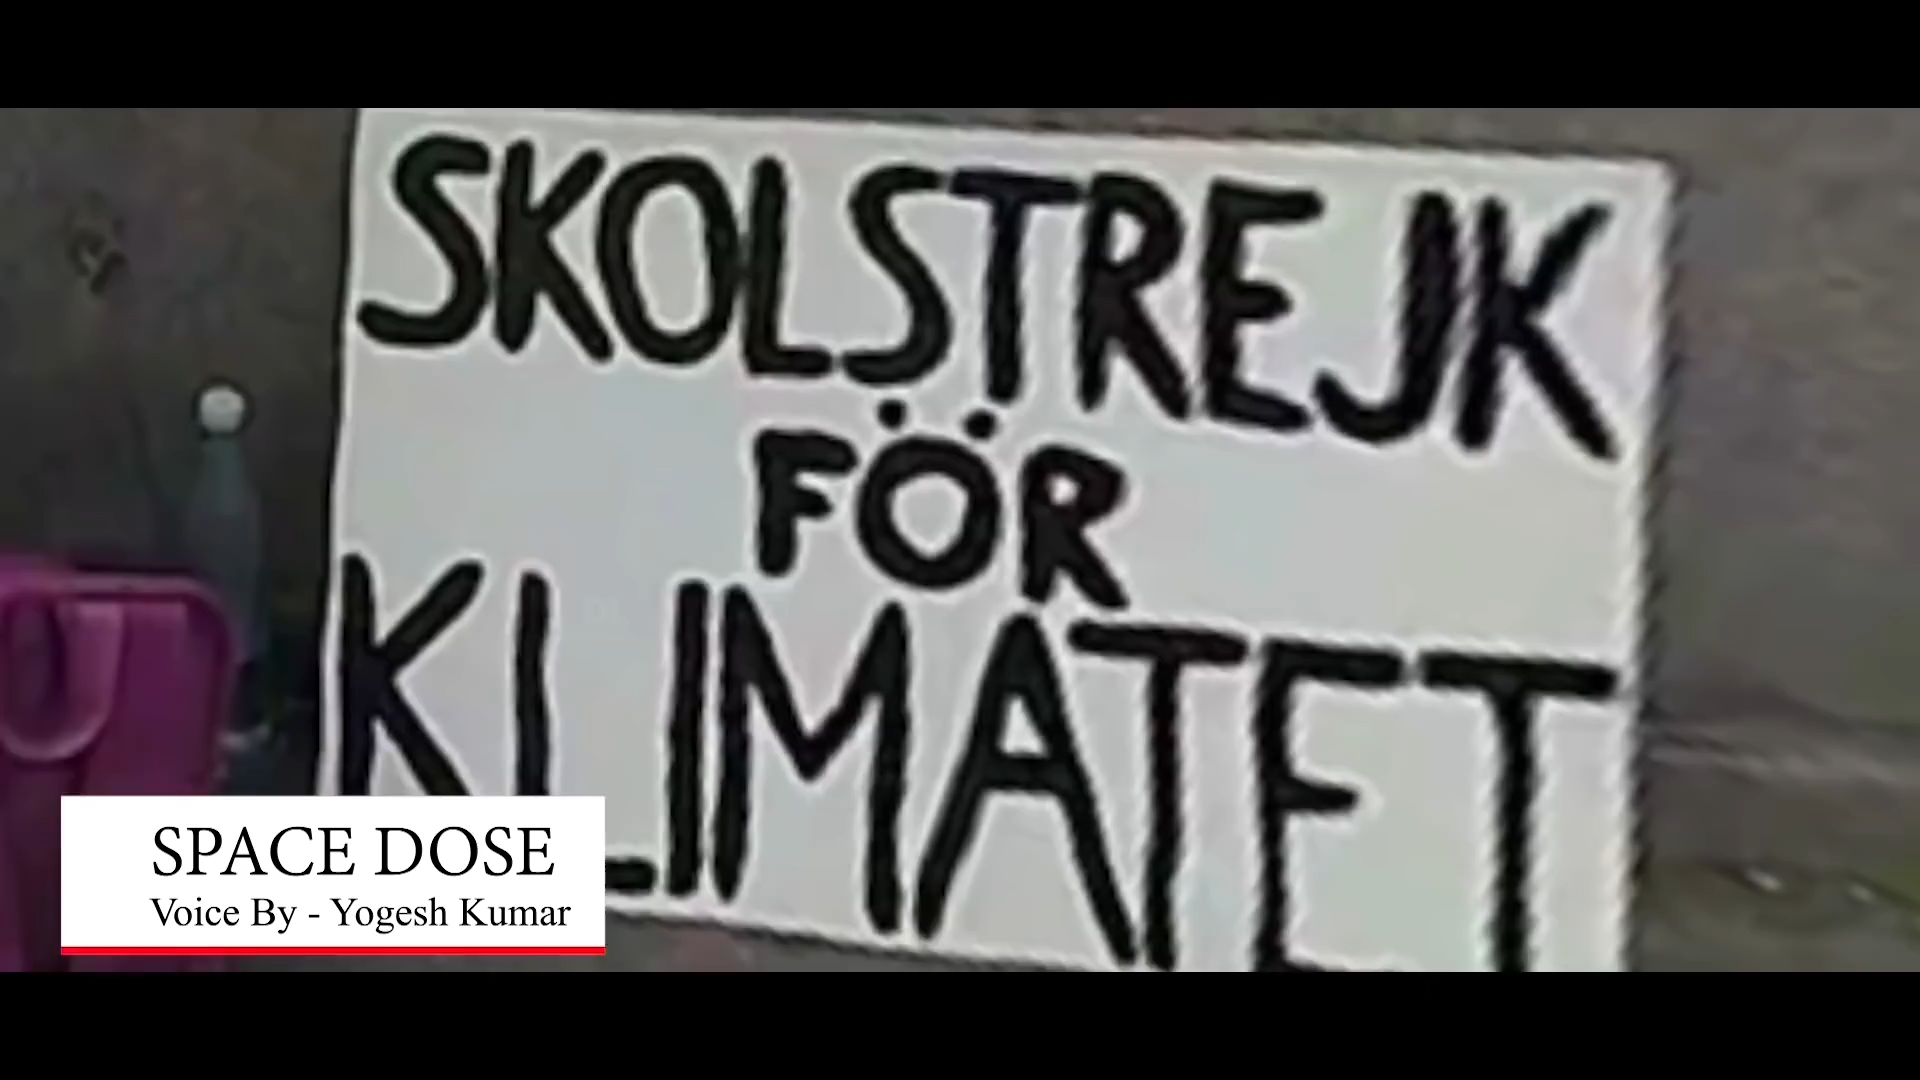 SKOLSTREJK
FÖR
KLIMATET
SPACE DOSE
Voice By - Yogesh Kumar